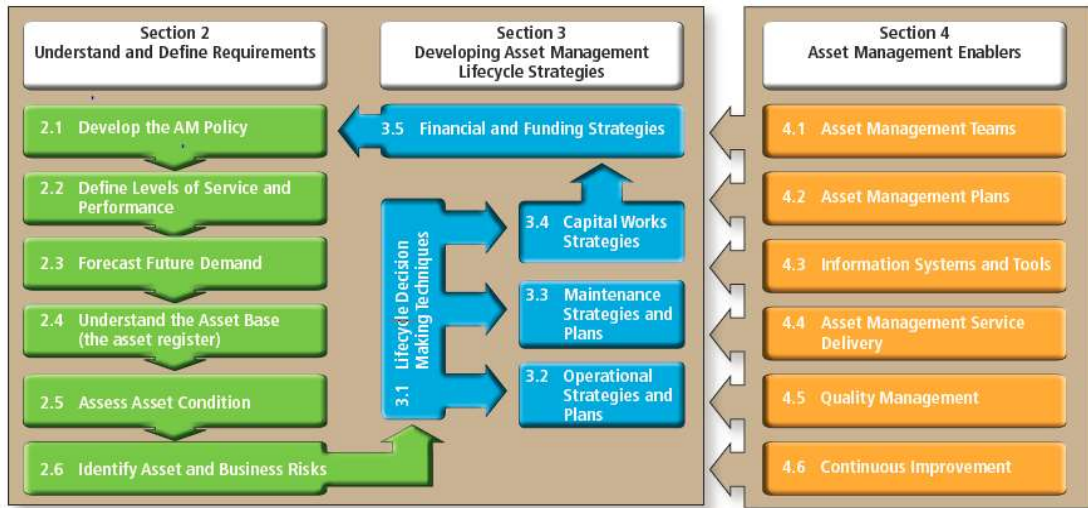 Section 2
Understand and Define Requirements
2.1 Develop the AM Policy
2.2 Define Levels of Service and
Performance
2.3 Forecast Future Demand
2.4 Understand the Asset Base
(the asset register)
2.5 Assess Asset Condition
2.6 Identify Asset and Business Risks
Section 3
Developing Asset Management
Lifecycle Strategies
3.5 Financial and Funding Strategies
3.1 Lifecycle Decision
Making Techniques
3.4 Capital Works
Strategies
3.3 Maintenance
Strategies and
Plans
3.2 Operational
Strategies and
Plans
Section 4
Asset Management Enablers
4.1 Asset Management Teams
4.2 Asset Management Plans
4.3 Information Systems and Tools
4.4 Asset Management Service
Delivery
4.5 Quality Management
4.6 Continuous Improvement